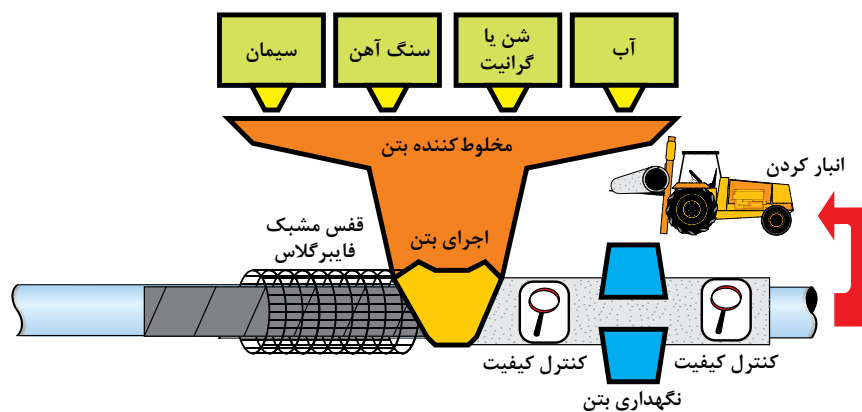 آب
شن یا
گرانیت
سنگ آهن
سیمان
مخلوط کننده بتن
انبار کردن
قفس مشبک
فایبرگلاس
اجرای بتن
کنترل کیفیت
کنترل کیفیت
نگهداری بتن